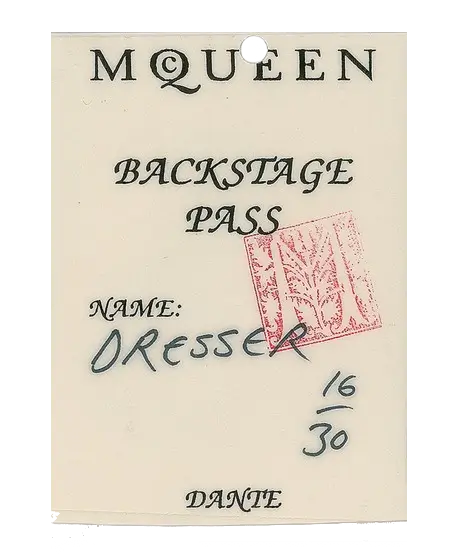 McQUEEN
BACKSTAGE
PASS
NAME:
DRESSER
16
30
DANTE